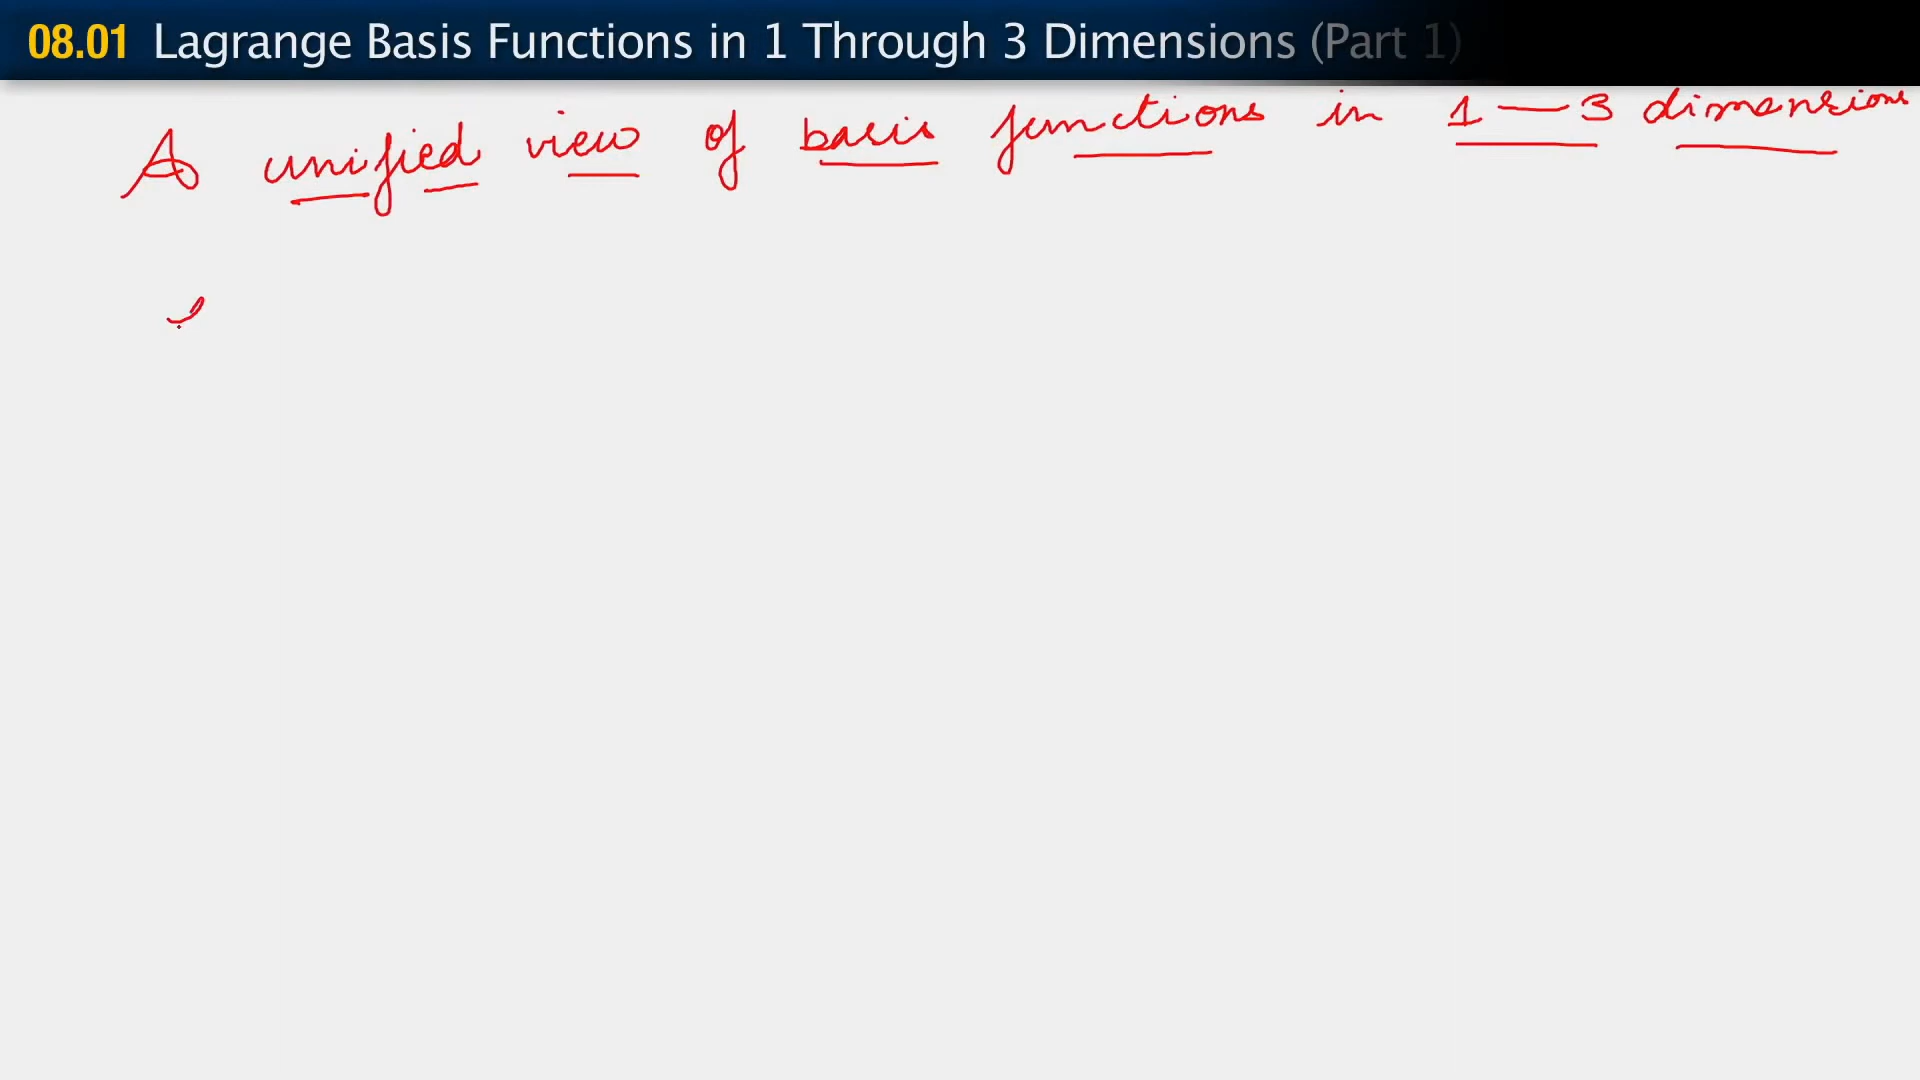 08.01 Lagrange Basis Functions in 1 Through 3 Dimensions (Part 1)
A unified view of basis functions in 1 — 3 dimensions